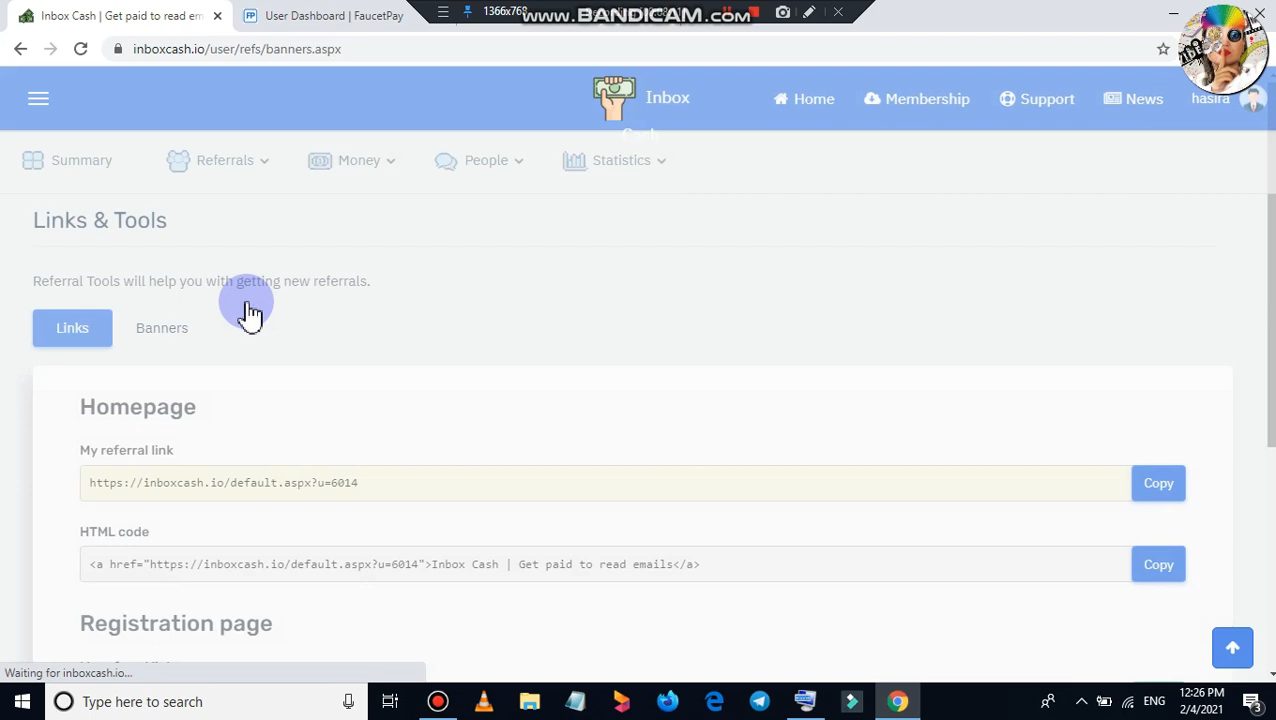 Inbox Cash | Get paid to read em
User Dashboard | FaucetPay
1366x768
www.BANDICAM.com
inboxcash.io/user/refs/banners.aspx
Inbox
Cash
Home
Membership
Support
News
hasira
Summary
Referrals
Money
People
Statistics
Links & Tools
Referral Tools will help you with getting new referrals.
Links
Banners
Homepage
My referral link
https://inboxcash.io/default.aspx?u=6014
Copy
HTML code
<a href="https://inboxcash.io/default.aspx?u=6014">Inbox Cash | Get paid to read emails</a>
Copy
Registration page
Waiting for inboxcash.io...
Type here to search
ENG
12:26 PM
2/4/2021
3